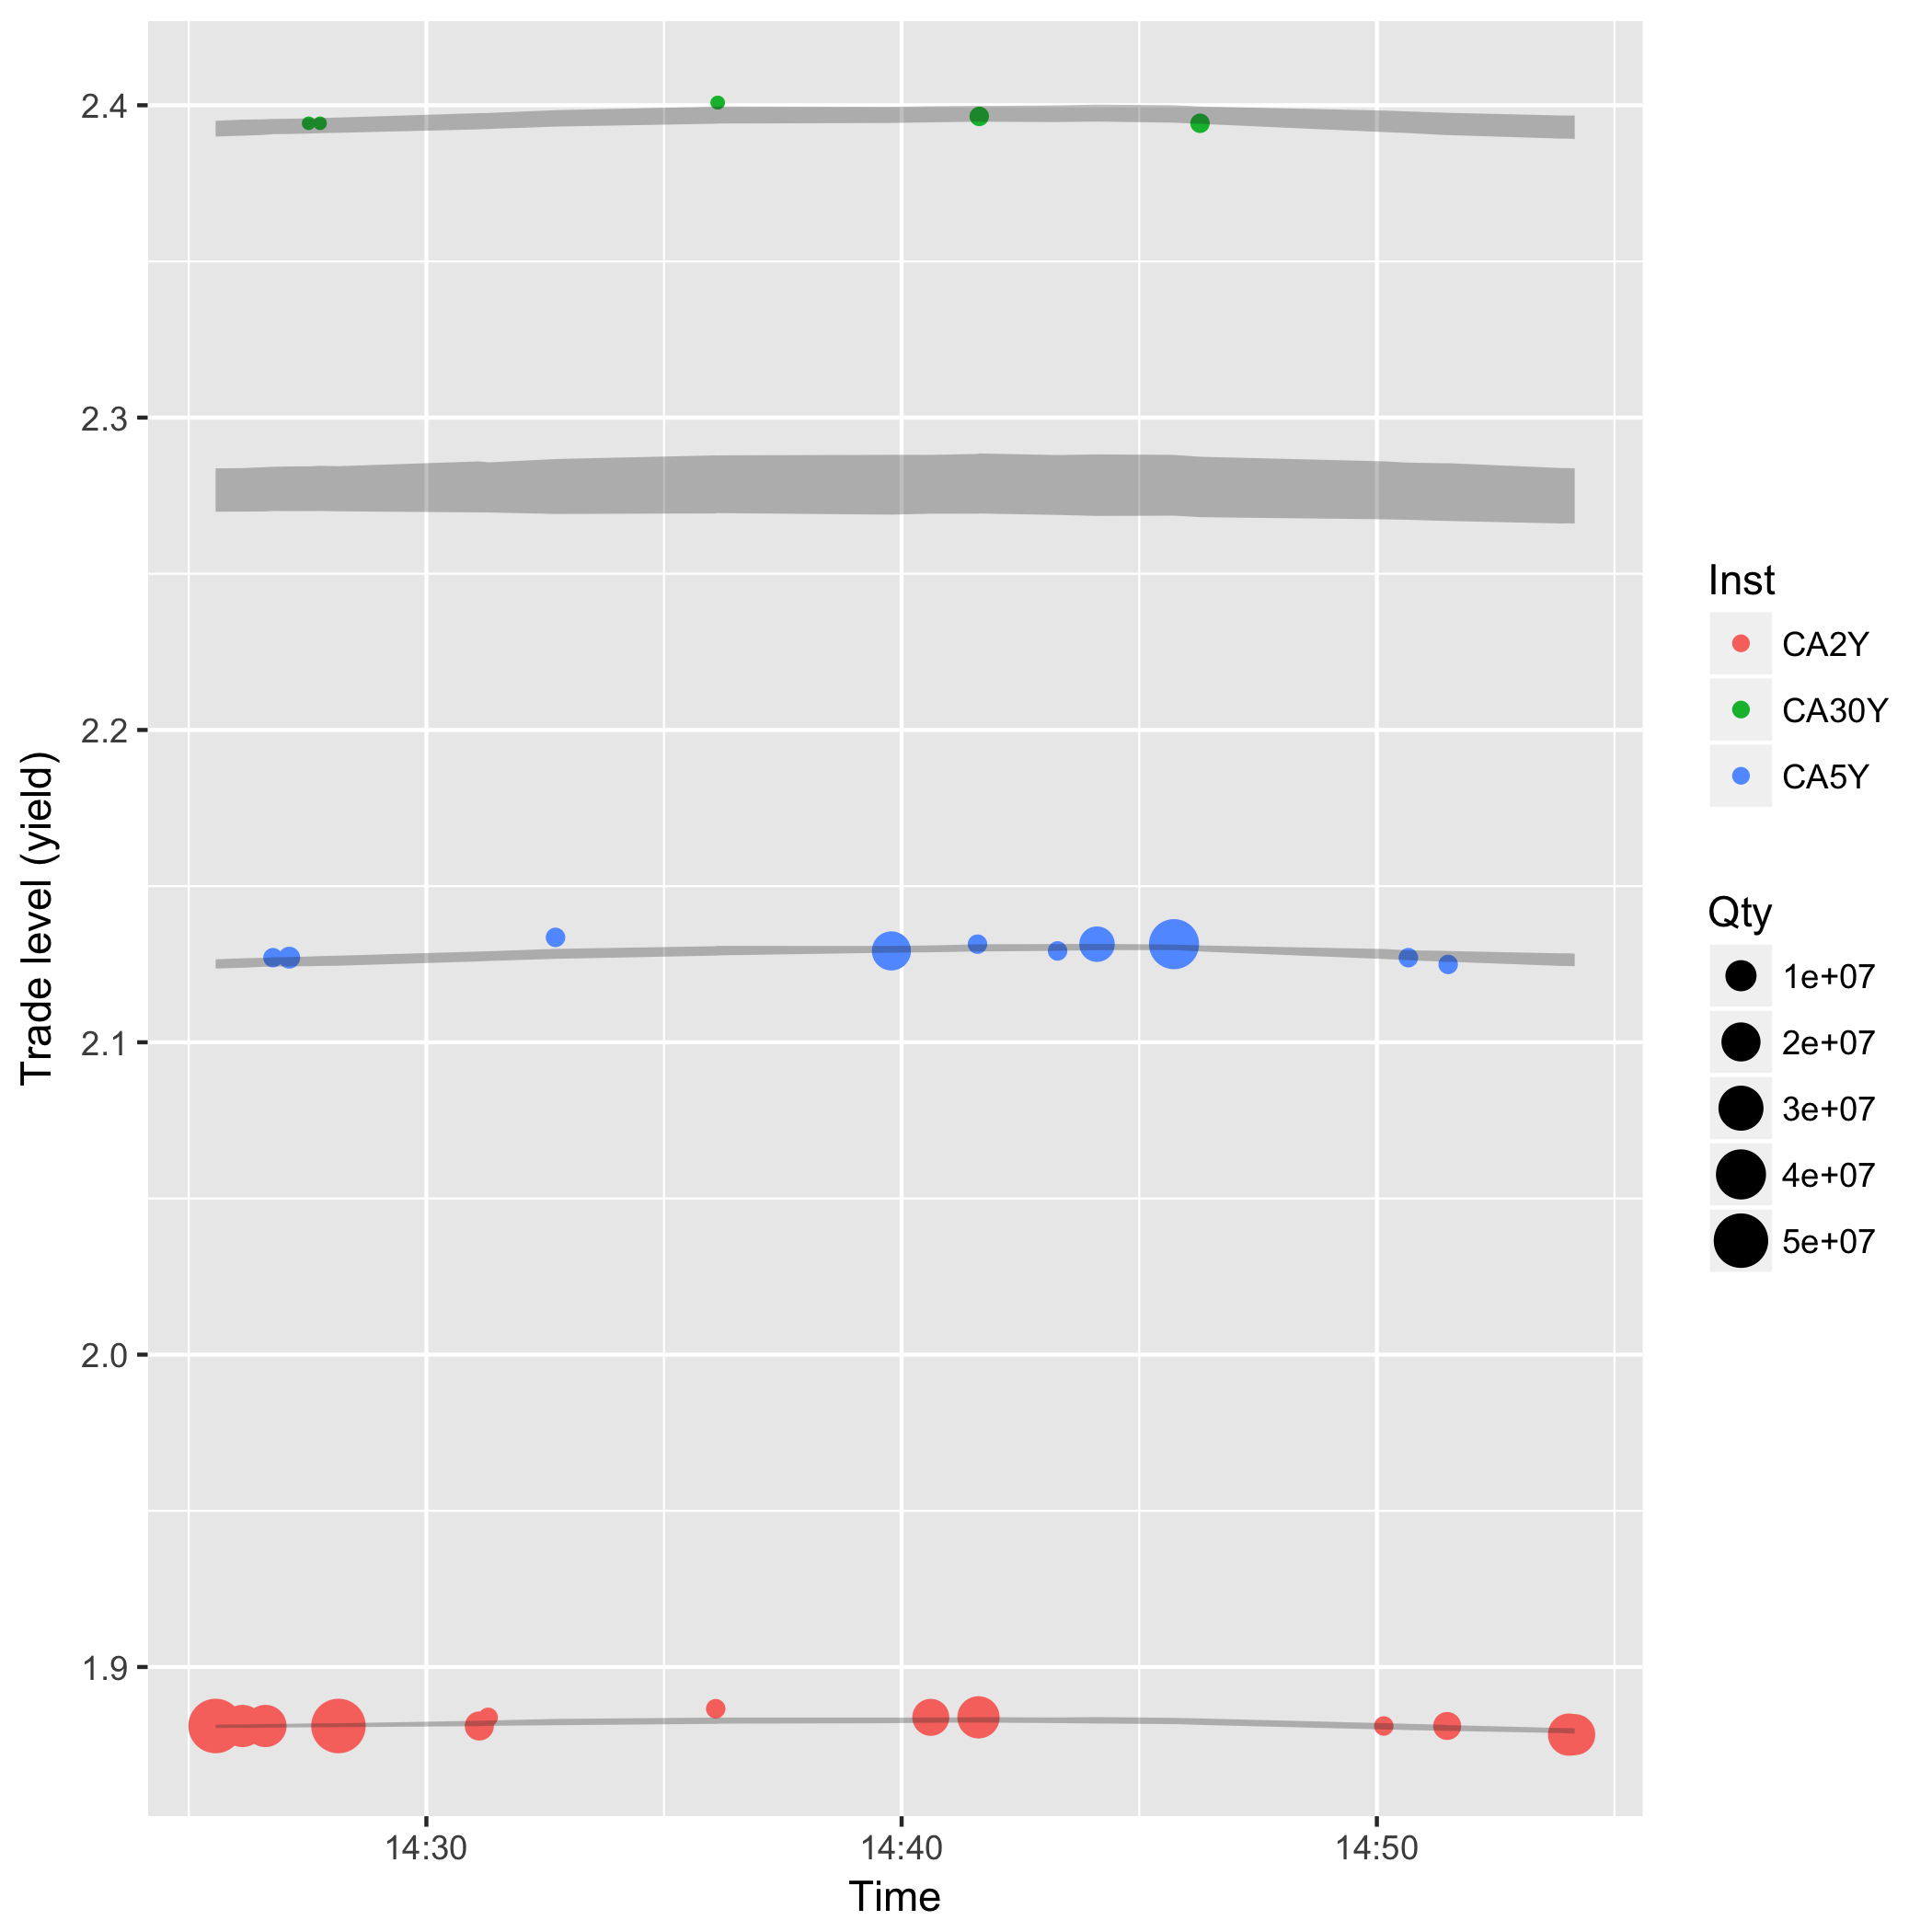 Trade level (yield)
2.4
2.3
2.2
2.1
2.0
1.9
14:30 14:40 14:50
Time
Inst
CA2Y
CA30Y
CA5Y
Qty
1e+07
2e+07
3e+07
4e+07
5e+07